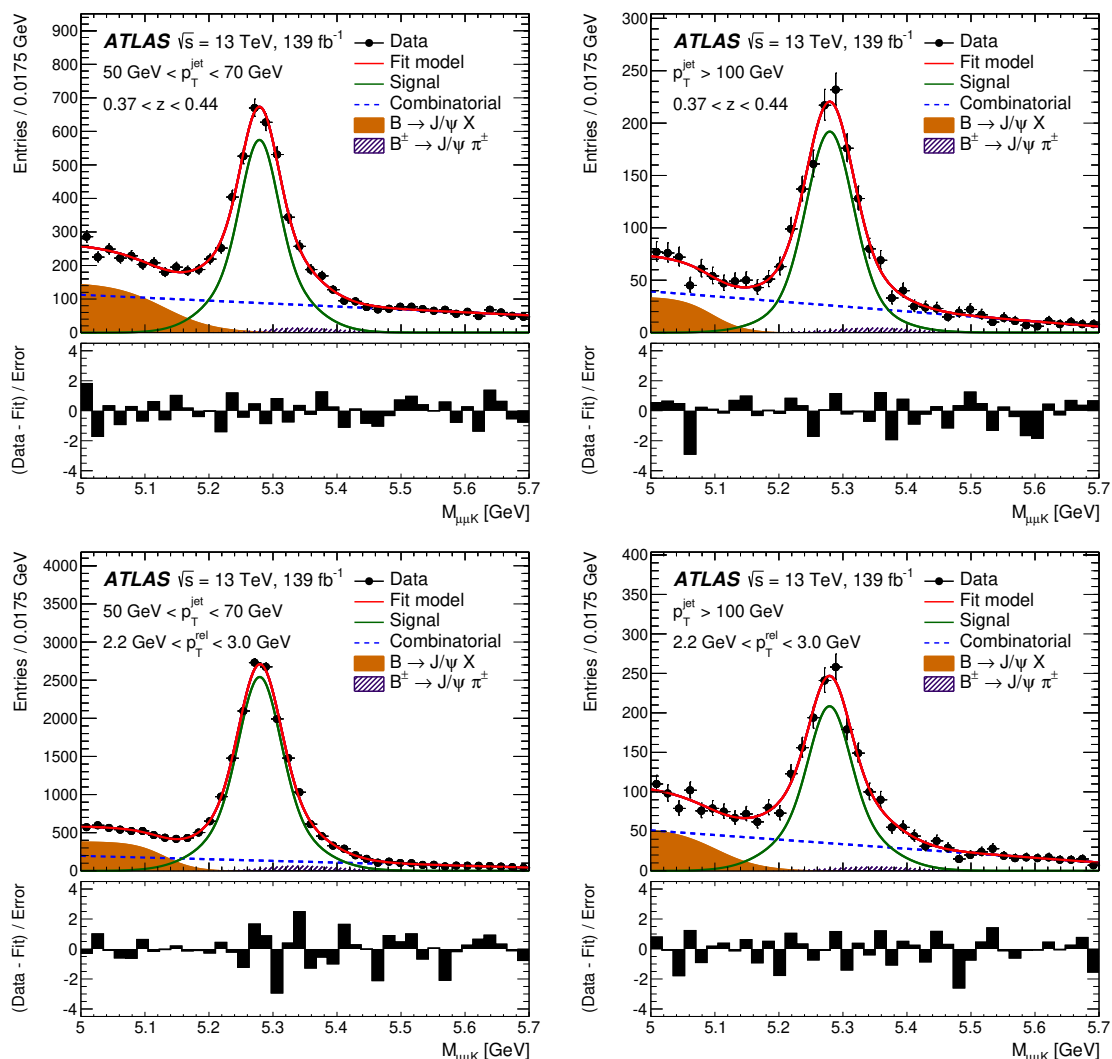 ATLAS √s = 13 TeV, 139 fb⁻¹
50 GeV < p_T^jet < 70 GeV
0.37 < z < 0.44
Data
Fit model
Signal
Combinatorial
B → J/ψ X
B± → J/ψ π±
Entries / 0.0175 GeV
900
800
700
600
500
400
300
200
100
0
(Data - Fit) / Error
4
2
0
-2
-4
5 5.1 5.2 5.3 5.4 5.5 5.6 5.7
M_μμK [GeV]
ATLAS √s = 13 TeV, 139 fb⁻¹
p_T^jet > 100 GeV
0.37 < z < 0.44
Data
Fit model
Signal
Combinatorial
B → J/ψ X
B± → J/ψ π±
Entries / 0.0175 GeV
300
250
200
150
100
50
0
(Data - Fit) / Error
4
2
0
-2
-4
5 5.1 5.2 5.3 5.4 5.5 5.6 5.7
M_μμK [GeV]
ATLAS √s = 13 TeV, 139 fb⁻¹
50 GeV < p_T^jet < 70 GeV
2.2 GeV < p_T^rel < 3.0 GeV
Data
Fit model
Signal
Combinatorial
B → J/ψ X
B± → J/ψ π±
Entries / 0.0175 GeV
4000
3500
3000
2500
2000
1500
1000
500
0
(Data - Fit) / Error
4
2
0
-2
-4
5 5.1 5.2 5.3 5.4 5.5 5.6 5.7
M_μμK [GeV]
ATLAS √s = 13 TeV, 139 fb⁻¹
p_T^jet > 100 GeV
2.2 GeV < p_T^rel < 3.0 GeV
Data
Fit model
Signal
Combinatorial
B → J/ψ X
B± → J/ψ π±
Entries / 0.0175 GeV
400
350
300
250
200
150
100
50
0
(Data - Fit) / Error
4
2
0
-2
-4
5 5.1 5.2 5.3 5.4 5.5 5.6 5.7
M_μμK [GeV]